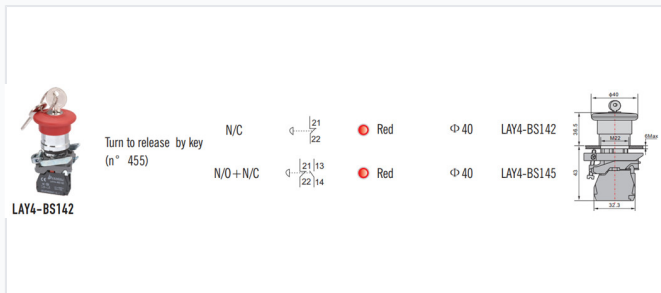 Turn to release by key
(n° 455)
N/C
21
22
Red
Φ40
LAY4-BS142
N/O+N/C
21 13
22 14
Red
Φ40
LAY4-BS145
LAY4-BS142
ϕ40
M22
6Max
43
32.3